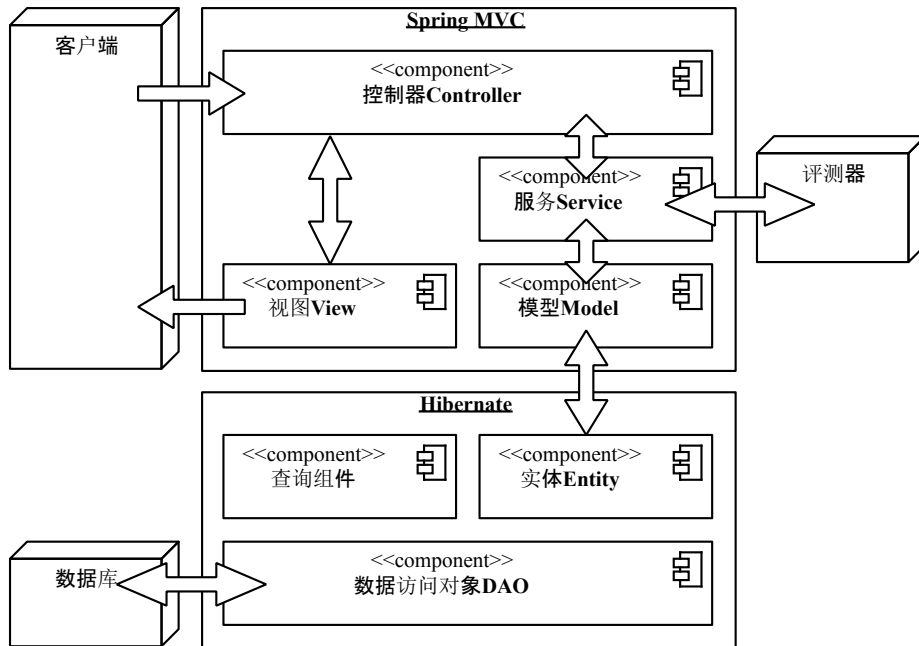 Spring MVC
客户端
<<component>>
控制器Controller
<<component>>
服务Service
评测器
<<component>>
视图View
<<component>>
模型Model
Hibernate
<<component>>
查询组件
<<component>>
实体Entity
数据库
<<component>>
数据访问对象DAO